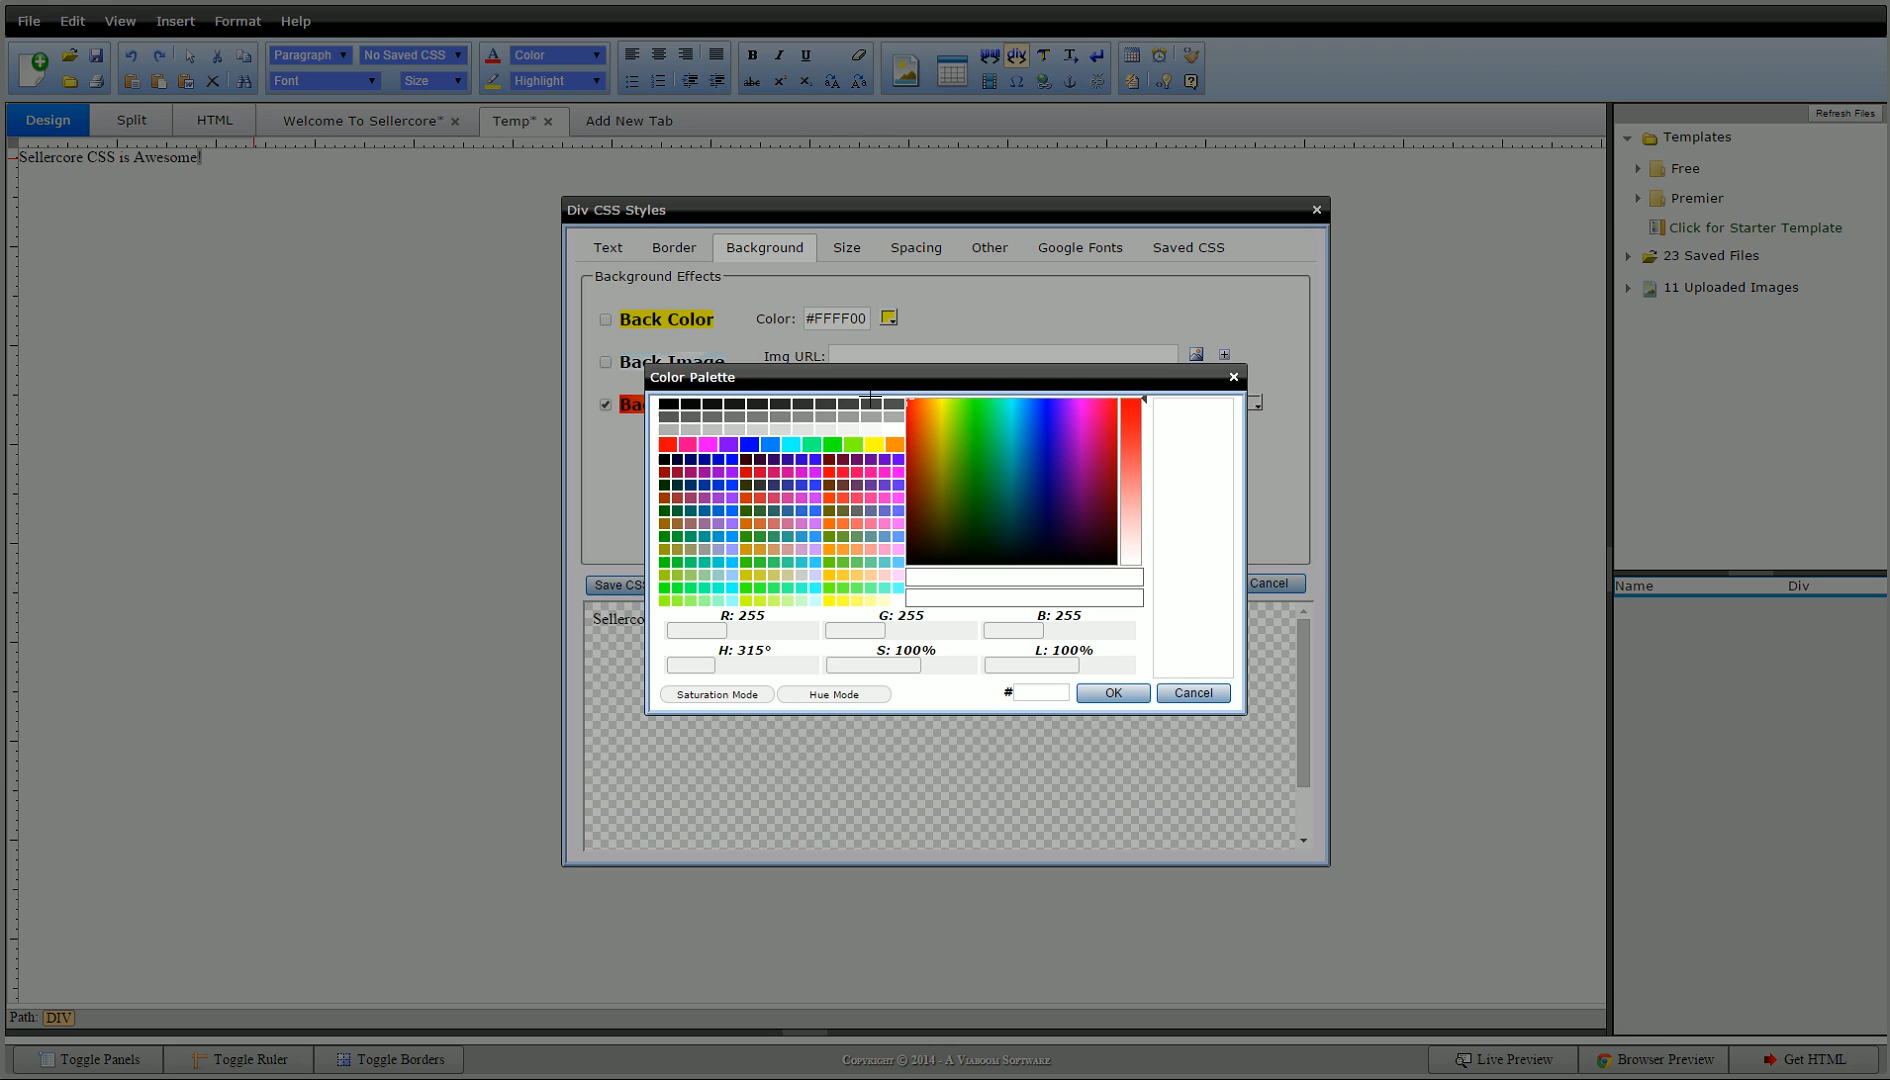 File Edit View Insert Format Help
Paragraph No Saved CSS Color
Font Size Highlight
Design Split HTML Welcome To Sellercore* Temp* Add New Tab
Refresh Files
Sellercore CSS is Awesome!
Templates
Free
Premier
Click for Starter Template
23 Saved Files
11 Uploaded Images
Div CSS Styles
Text Border Background Size Spacing Other Google Fonts Saved CSS
Background Effects
Back Color Color: #FFFF00
Back Image Img URL:
Color Palette
R: 255 G: 255 B: 255
H: 315° S: 100% L: 100%
Saturation Mode Hue Mode # OK Cancel
Save CSS Cancel
Name Div
Path: DIV
Toggle Panels Toggle Ruler Toggle Borders Copyright © 2014 - A Viaboom Software Live Preview Browser Preview Get HTML